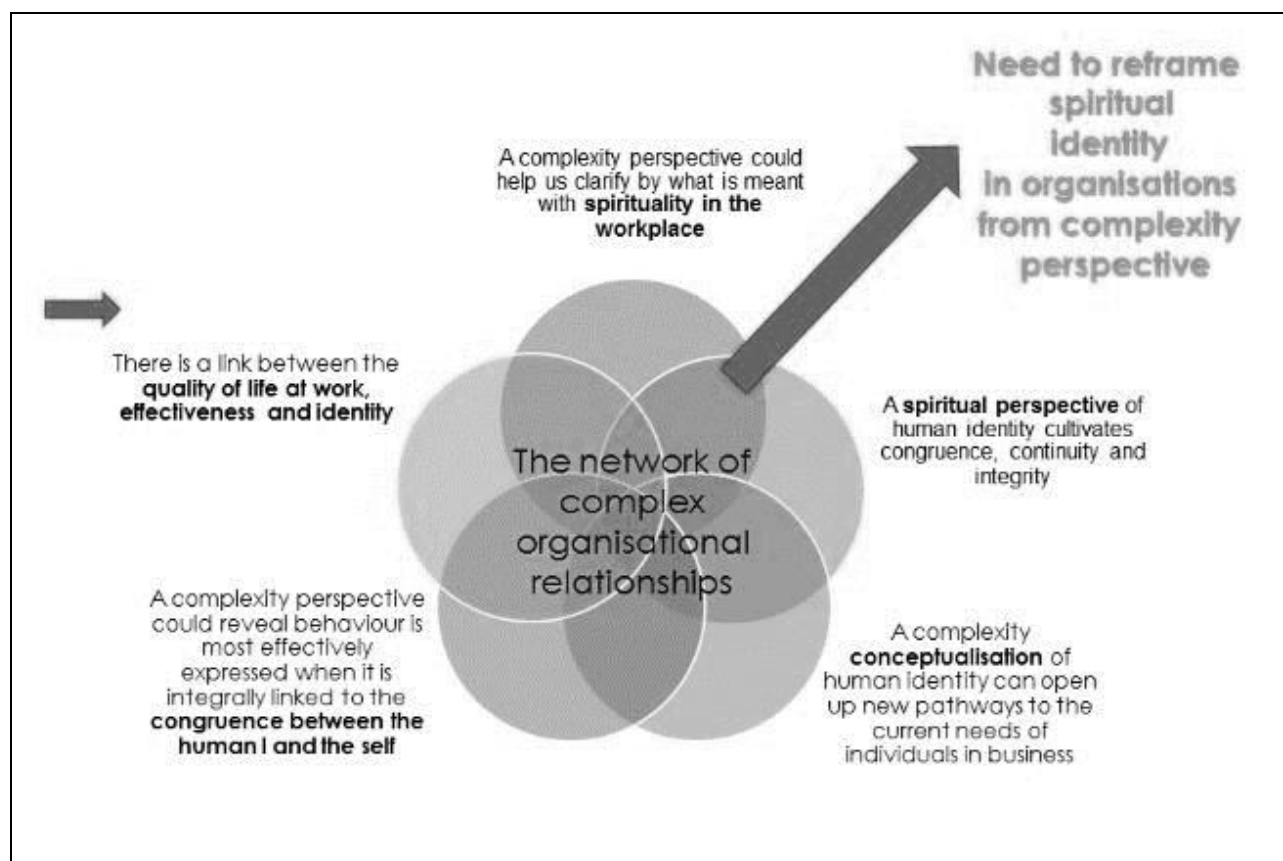 Need to reframe
spiritual
identity
in organisations
from complexity
perspective
A complexity perspective could
help us clarify by what is meant
with spirituality in the
workplace
There is a link between the
quality of life at work,
effectiveness and identity
A spiritual perspective of
human identity cultivates
congruence, continuity and
integrity
The network of
complex
organisational
relationships
A complexity perspective
could reveal behaviour is
most effectively
expressed when it is
integrally linked to the
congruence between the
human I and the self
A complexity
conceptualisation of
human identity can open
up new pathways to the
current needs of
individuals in business